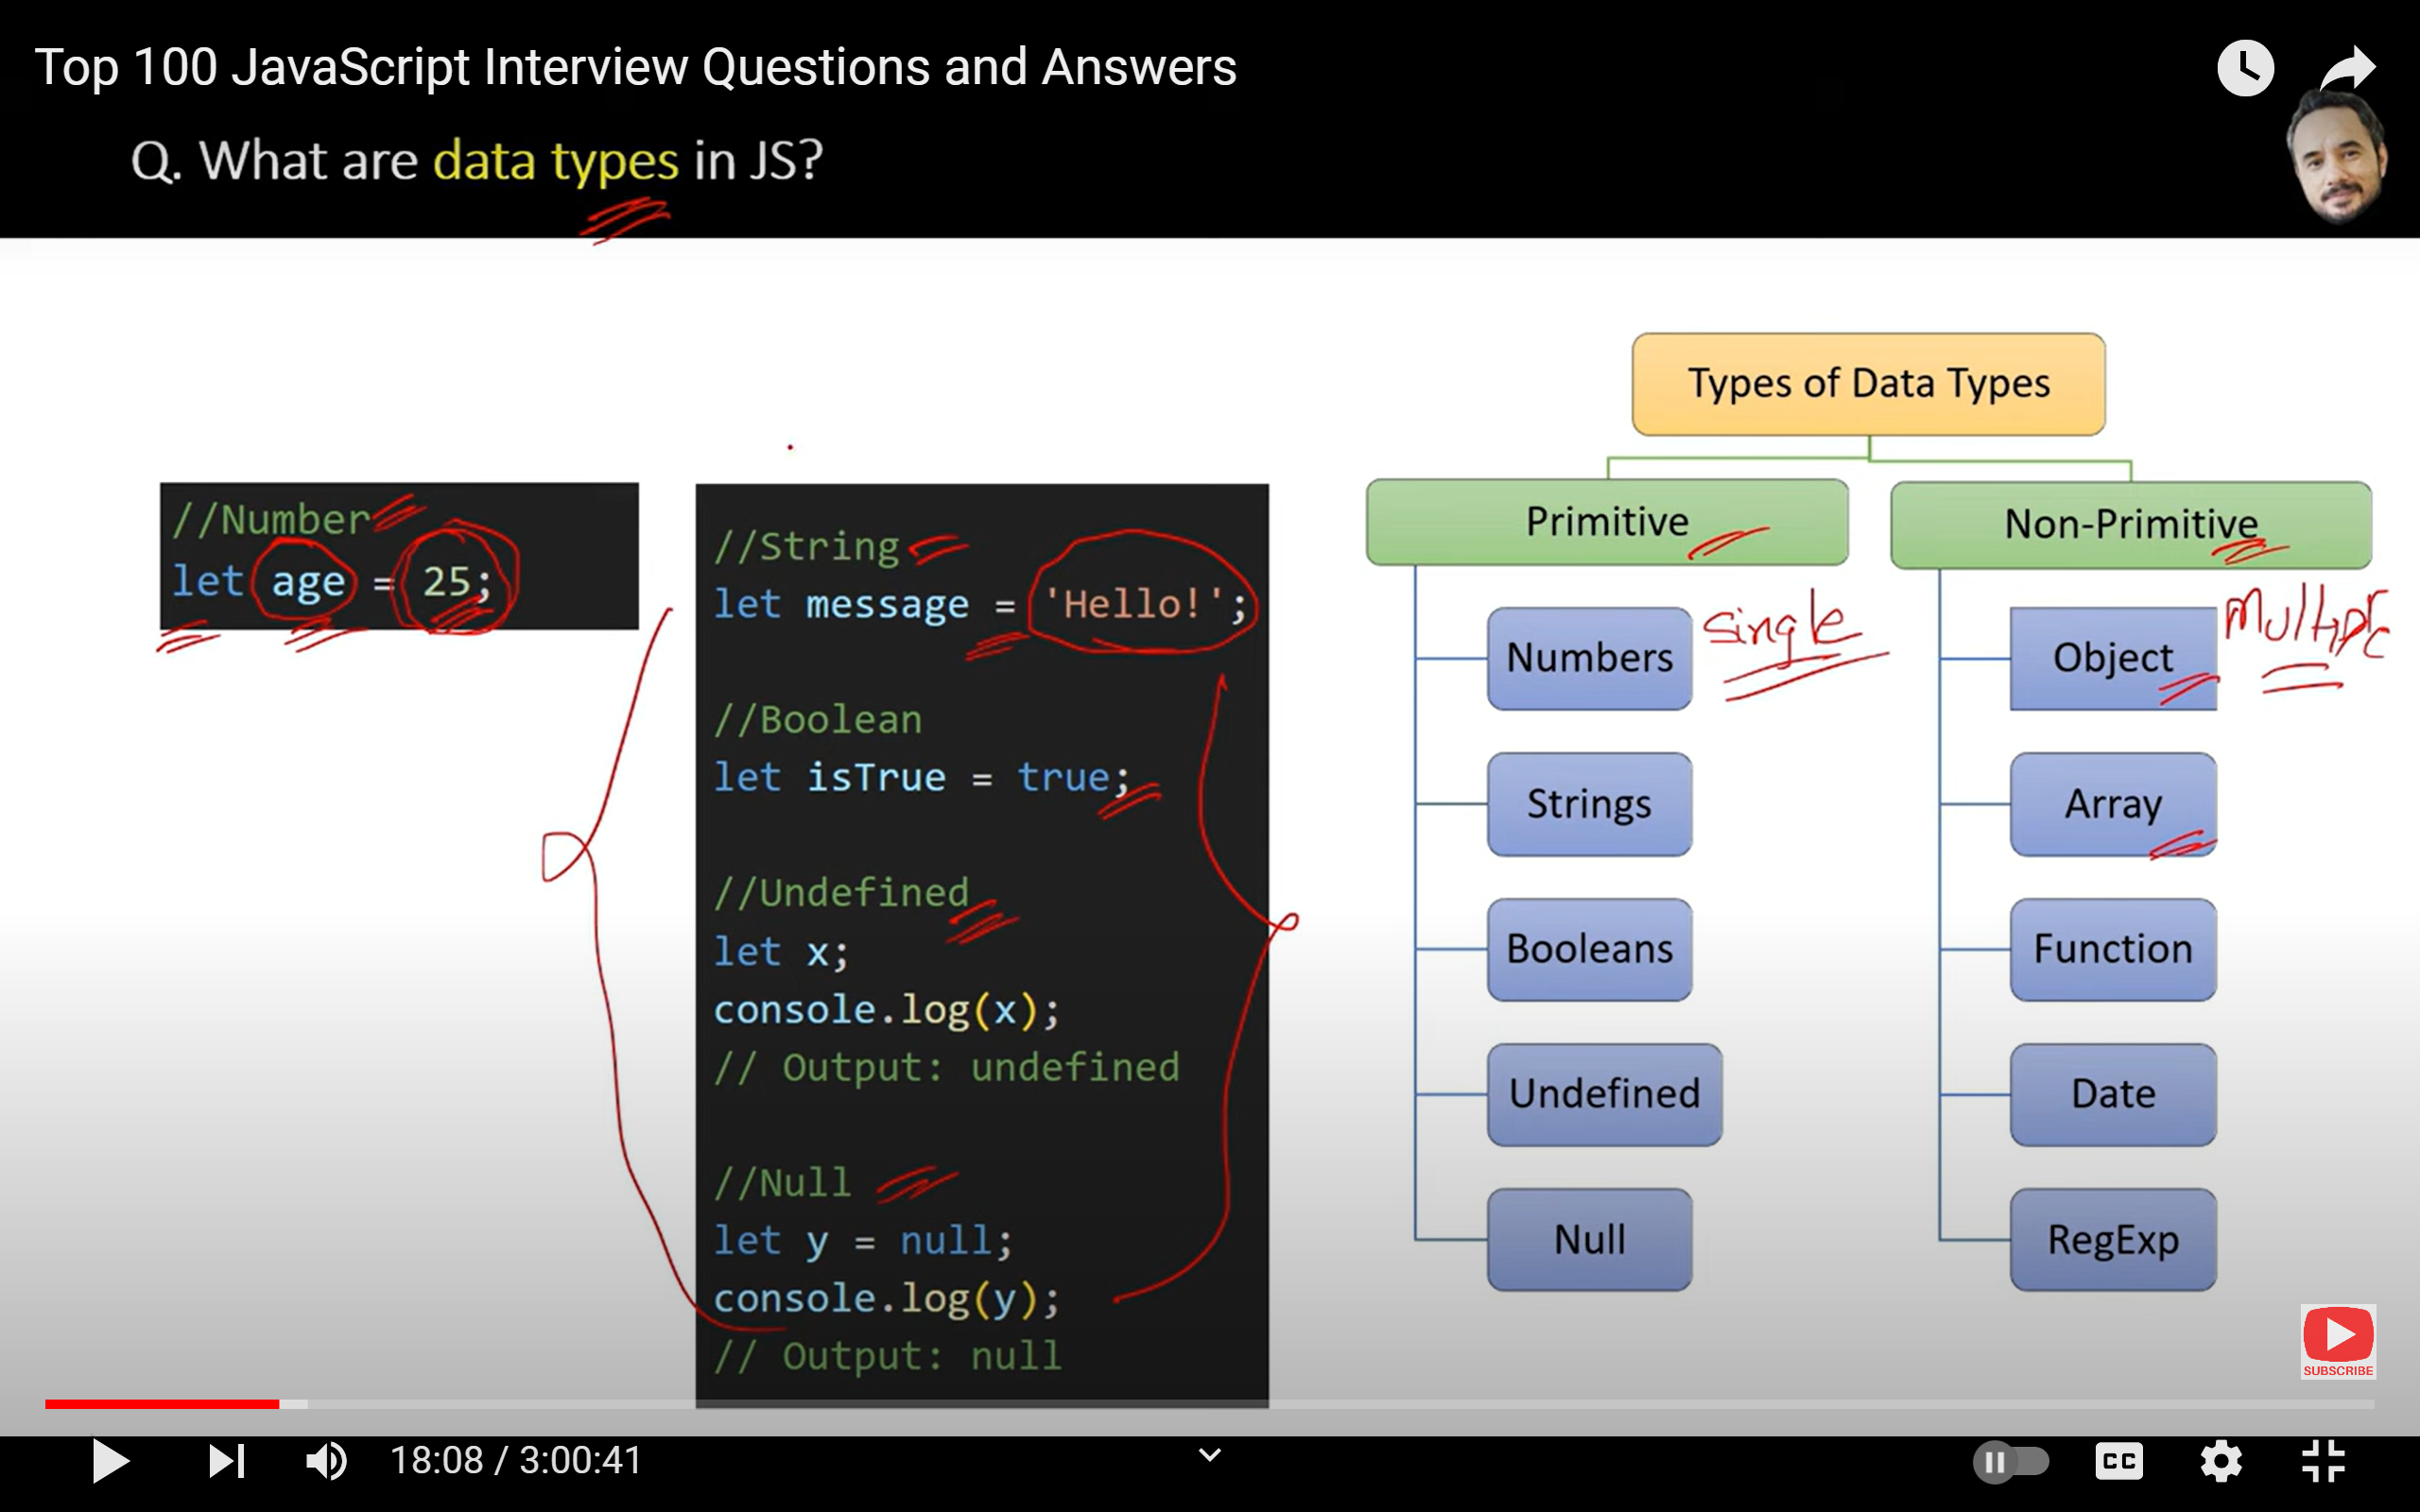 Top 100 JavaScript Interview Questions and Answers
Q. What are data types in JS?
//Number
let age = 25;
//String
let message = 'Hello!';
//Boolean
let isTrue = true;
//Undefined
let x;
console.log(x);
// Output: undefined
//Null
let y = null;
console.log(y);
// Output: null
Types of Data Types
Primitive
Non-Primitive
Numbers
single
Strings
Booleans
Undefined
Null
Object
Array
Function
Date
RegExp
SUBSCRIBE
18:08 / 3:00:41
CC